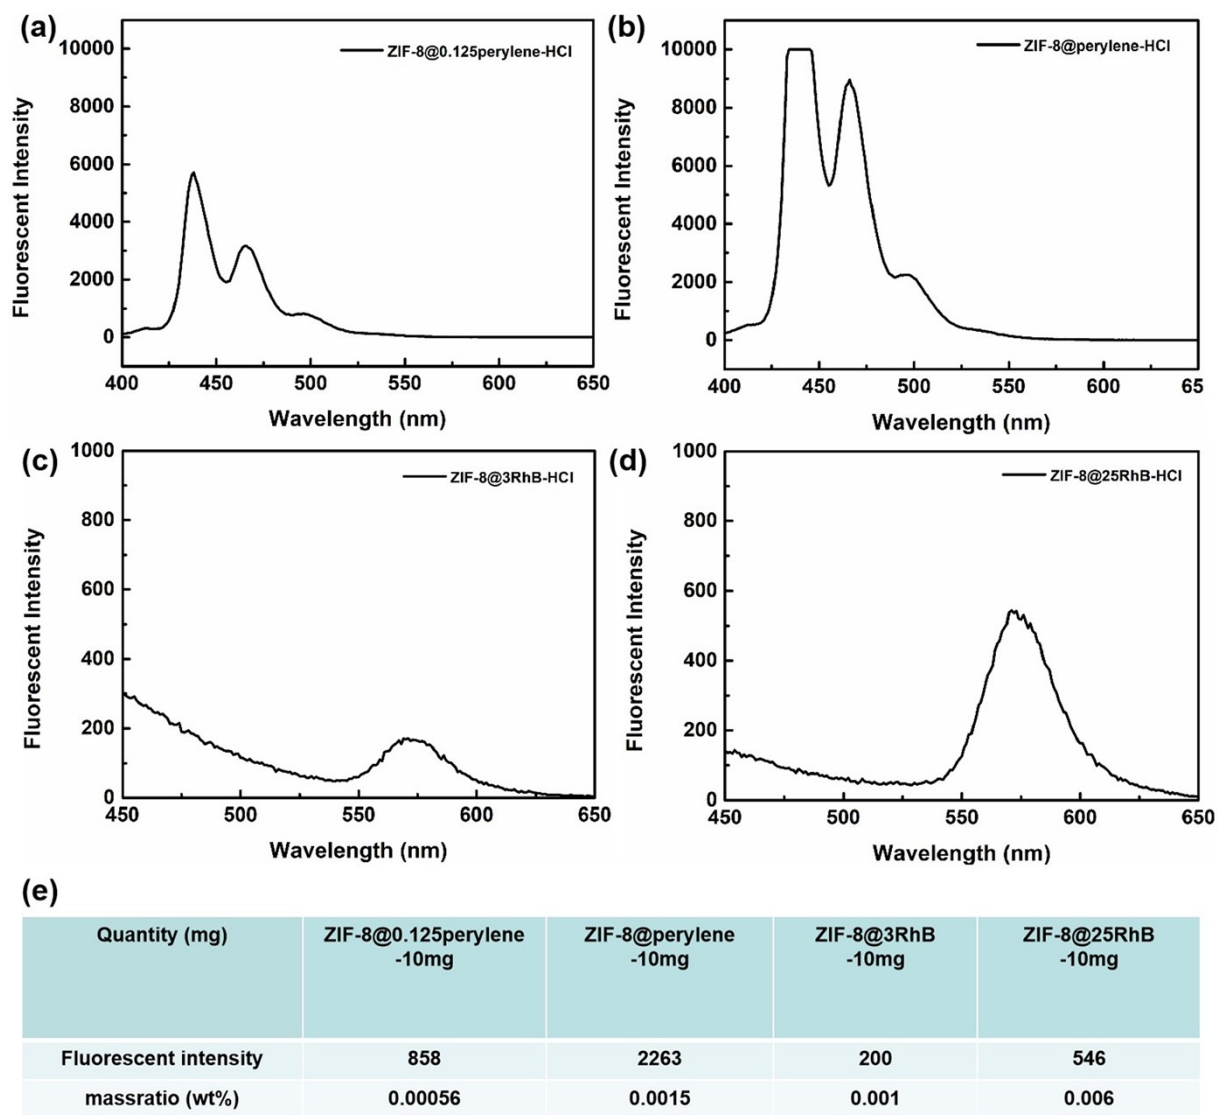 (a)
ZIF-8@0.125perylene-HCl
10000
8000
6000
4000
2000
0
Fluorescent Intensity
400 450 500 550 600 650
Wavelength (nm)
(b)
ZIF-8@perylene-HCl
10000
8000
6000
4000
2000
0
Fluorescent Intensity
400 450 500 550 600 65
Wavelength (nm)
(c)
ZIF-8@3RhB-HCl
1000
800
600
400
200
0
Fluorescent Intensity
450 500 550 600 650
Wavelength (nm)
(d)
ZIF-8@25RhB-HCl
1000
800
600
400
200
0
Fluorescent Intensity
450 500 550 600 650
Wavelength (nm)
(e)
Quantity (mg) ZIF-8@0.125perylene ZIF-8@perylene ZIF-8@3RhB ZIF-8@25RhB
-10mg -10mg -10mg -10mg
Fluorescent intensity 858 2263 200 546
massratio (wt%) 0.00056 0.0015 0.001 0.006